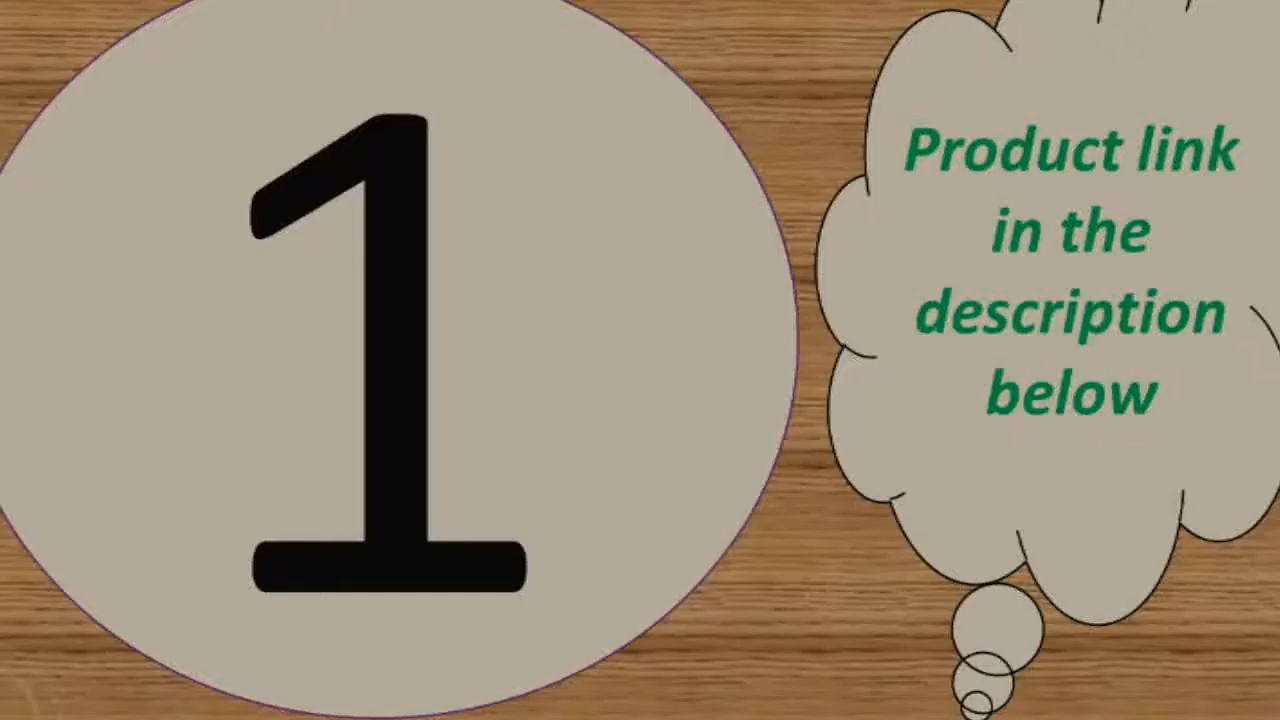 1
Product link
in the
description
below